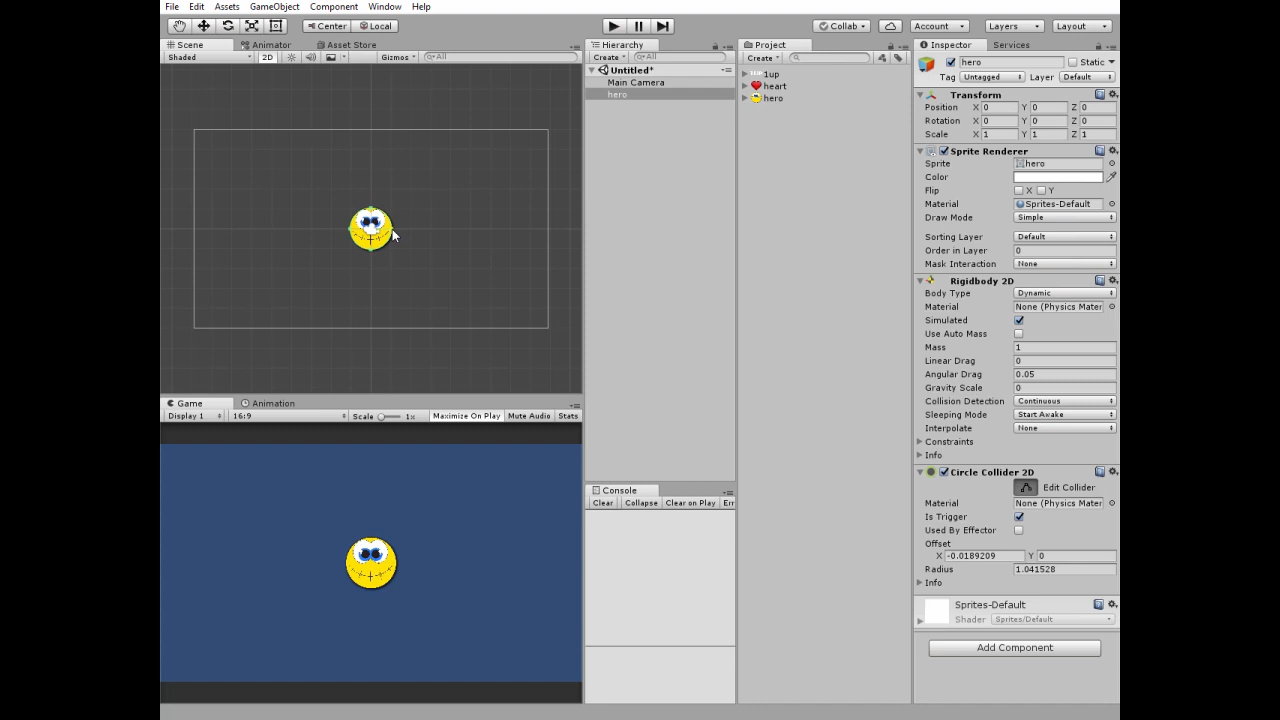 File Edit Assets GameObject Component Window Help
Center Local Collab Account Layers Layout
Scene Animator Asset Store
Shaded 2D Gizmos All
Hierarchy
Create All
Untitled*
Main Camera
hero
Project
Create
1up
heart
hero
Game Animation
Display 1 16:9 Scale 1x Maximize On Play Mute Audio Stats
Console
Clear Collapse Clear on Play Err
Inspector Services
hero Static
Tag Untagged Layer Default
Transform
Position X 0 Y 0 Z 0
Rotation X 0 Y 0 Z 0
Scale X 1 Y 1 Z 1
Sprite Renderer
Sprite hero
Color
Flip X Y
Material Sprites-Default
Draw Mode Simple
Sorting Layer Default
Order in Layer 0
Mask Interaction None
Rigidbody 2D
Body Type Dynamic
Material None (Physics Mater
Simulated
Use Auto Mass
Mass 1
Linear Drag 0
Angular Drag 0.05
Gravity Scale 0
Collision Detection Continuous
Sleeping Mode Start Awake
Interpolate None
Constraints
Info
Circle Collider 2D
Edit Collider
Material None (Physics Mater
Is Trigger
Used By Effector
Offset
X -0.0189209 Y 0
Radius 1.041528
Info
Sprites-Default
Shader Sprites/Default
Add Component